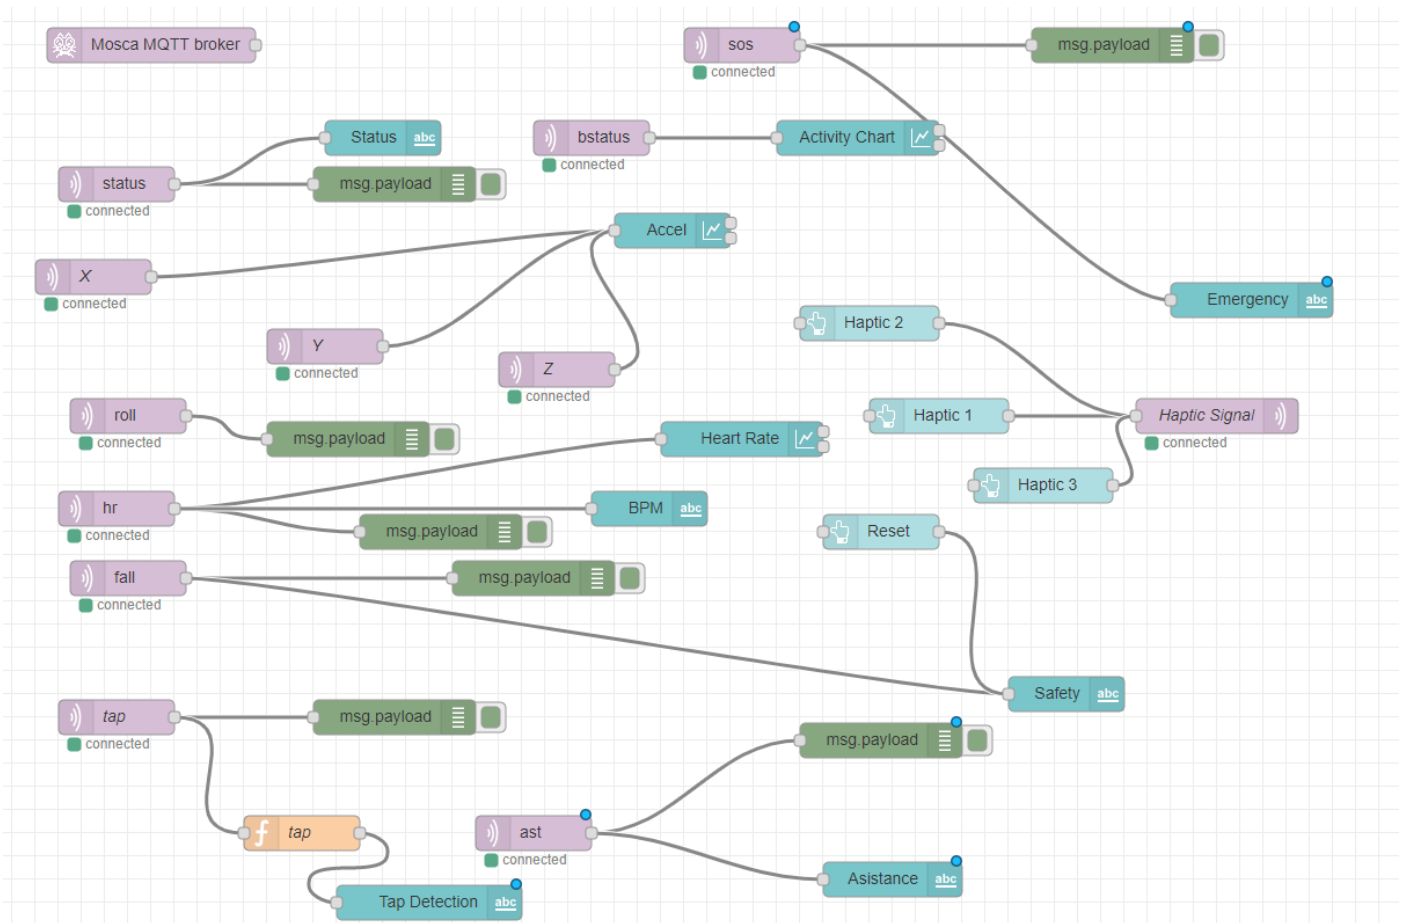 Mosca MQTT broker
sos
connected
msg.payload
Status abc
bstatus
connected
Activity Chart
status
connected
msg.payload
Accel
X
connected
Emergency abc
Haptic 2
Y
connected
Z
connected
roll
connected
msg.payload
Haptic 1
Haptic Signal
connected
Heart Rate
Haptic 3
hr
connected
BPM abc
msg.payload
Reset
fall
connected
msg.payload
Safety abc
tap
connected
msg.payload
msg.payload
tap
ast
connected
Asistance abc
Tap Detection abc